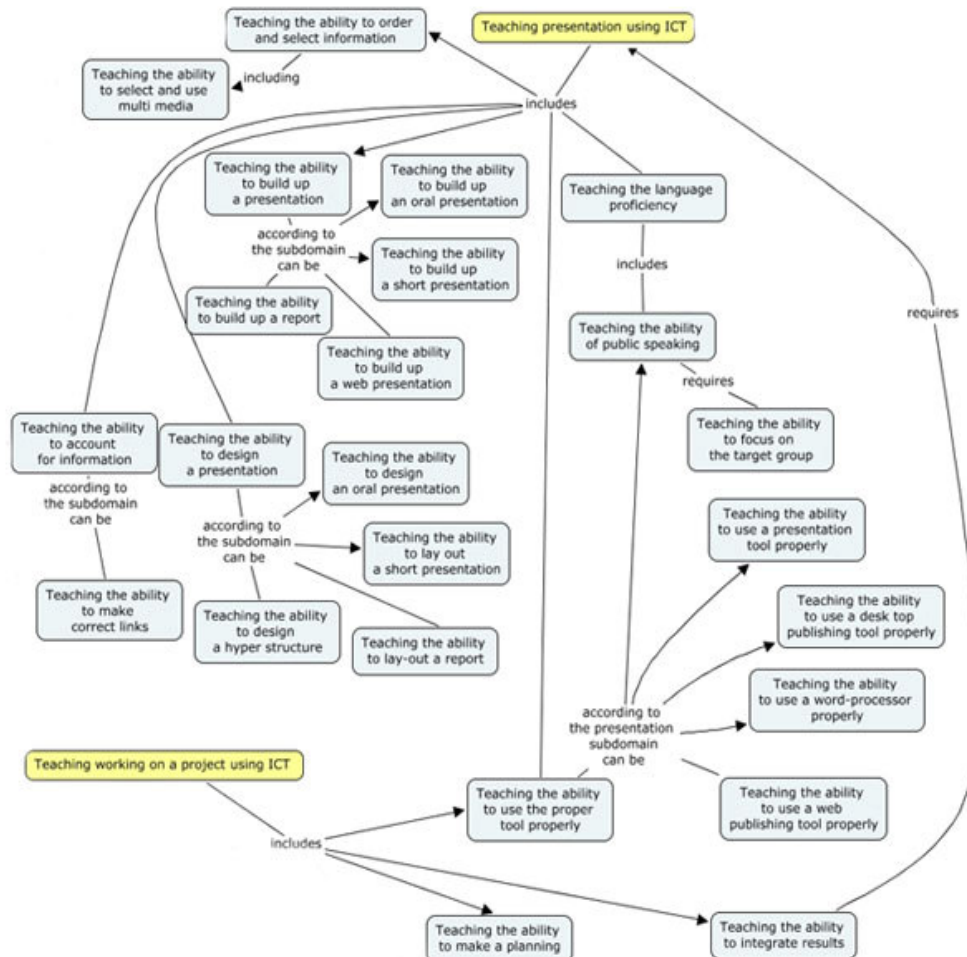 Teaching the ability to order
and select information
Teaching presentation using ICT
including
Teaching the ability
to select and use
multi media
includes
Teaching the ability
to build up
a presentation
Teaching the ability
to build up
an oral presentation
Teaching the language
proficiency
according to
the subdomain
can be
Teaching the ability
to build up
a short presentation
includes
Teaching the ability
to build up a report
requires
Teaching the ability
of public speaking
Teaching the ability
to build up
a web presentation
requires
Teaching the ability
to account
for information
Teaching the ability
to design
a presentation
Teaching the ability
to focus on
the target group
Teaching the ability
to design
an oral presentation
according to
the subdomain
can be
according to
the subdomain
can be
Teaching the ability
to use a presentation
tool properly
Teaching the ability
to lay out
a short presentation
Teaching the ability
to make
correct links
Teaching the ability
to design
a hyper structure
Teaching the ability
to lay-out a report
Teaching the ability
to use a desk top
publishing tool properly
Teaching the ability
to use a word-processor
properly
according to
the presentation
subdomain
can be
Teaching working on a project using ICT
Teaching the ability
to use the proper
tool properly
Teaching the ability
to use a web
publishing tool properly
includes
Teaching the ability
to make a planning
Teaching the ability
to integrate results